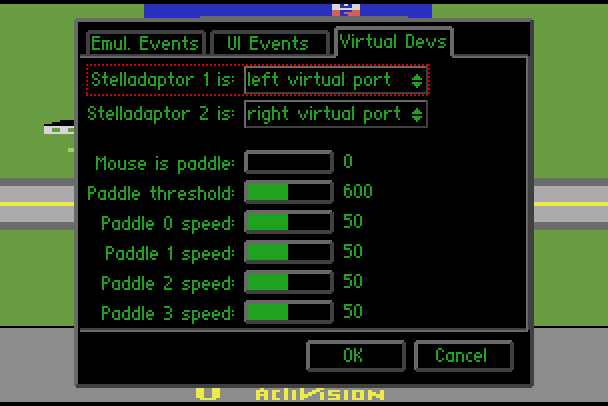 Emul. Events UI Events Virtual Devs
Stelladaptor 1 is: left virtual port
Stelladaptor 2 is: right virtual port
Mouse is paddle: 0
Paddle threshold: 600
Paddle 0 speed: 50
Paddle 1 speed: 50
Paddle 2 speed: 50
Paddle 3 speed: 50
OK Cancel
ACTIVISION